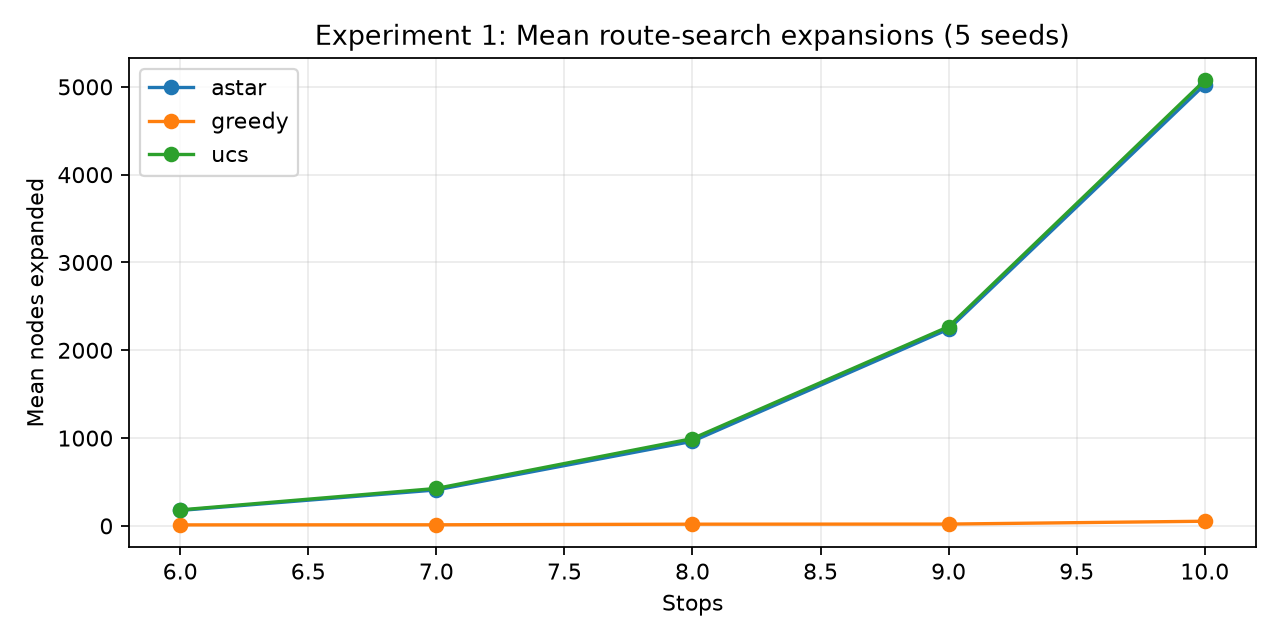 Experiment 1: Mean route-search expansions (5 seeds)
astar
greedy
ucs
Mean nodes expanded
5000
4000
3000
2000
1000
0
6.0 6.5 7.0 7.5 8.0 8.5 9.0 9.5 10.0
Stops